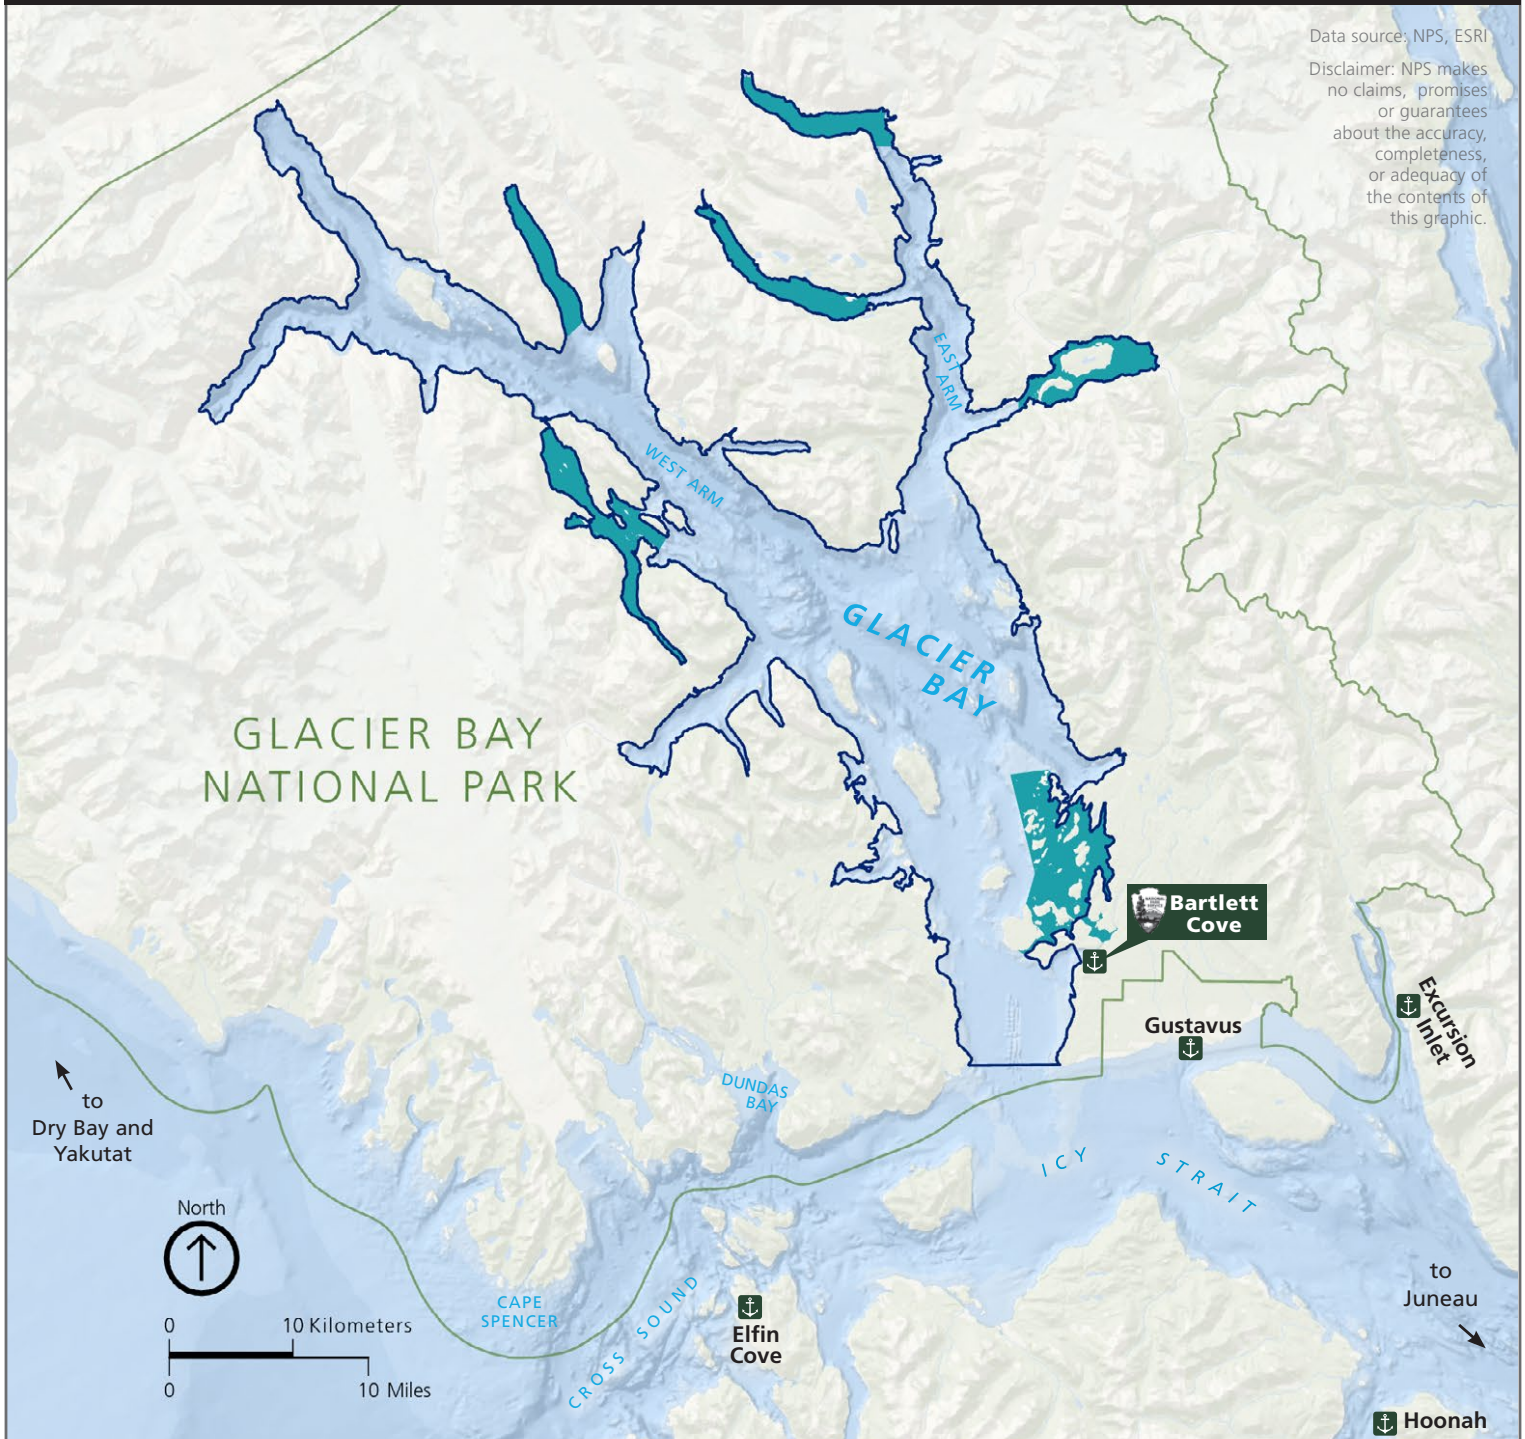 Data source: NPS, ESRI
Disclaimer: NPS makes
no claims, promises
or guarantees
about the accuracy,
completeness,
or adequacy of
the contents of
this graphic.
EAST
ARM
WEST ARM
GLACIER
BAY
GLACIER BAY
NATIONAL PARK
Bartlett
Cove
Gustavus
Excursion
Inlet
DUNDAS
BAY
to
Dry Bay and
Yakutat
ICY STRAIT
North
CAPE
SPENCER
CROSS SOUND
Elfin
Cove
to
Juneau
0 10 Kilometers
0 10 Miles
Hoonah